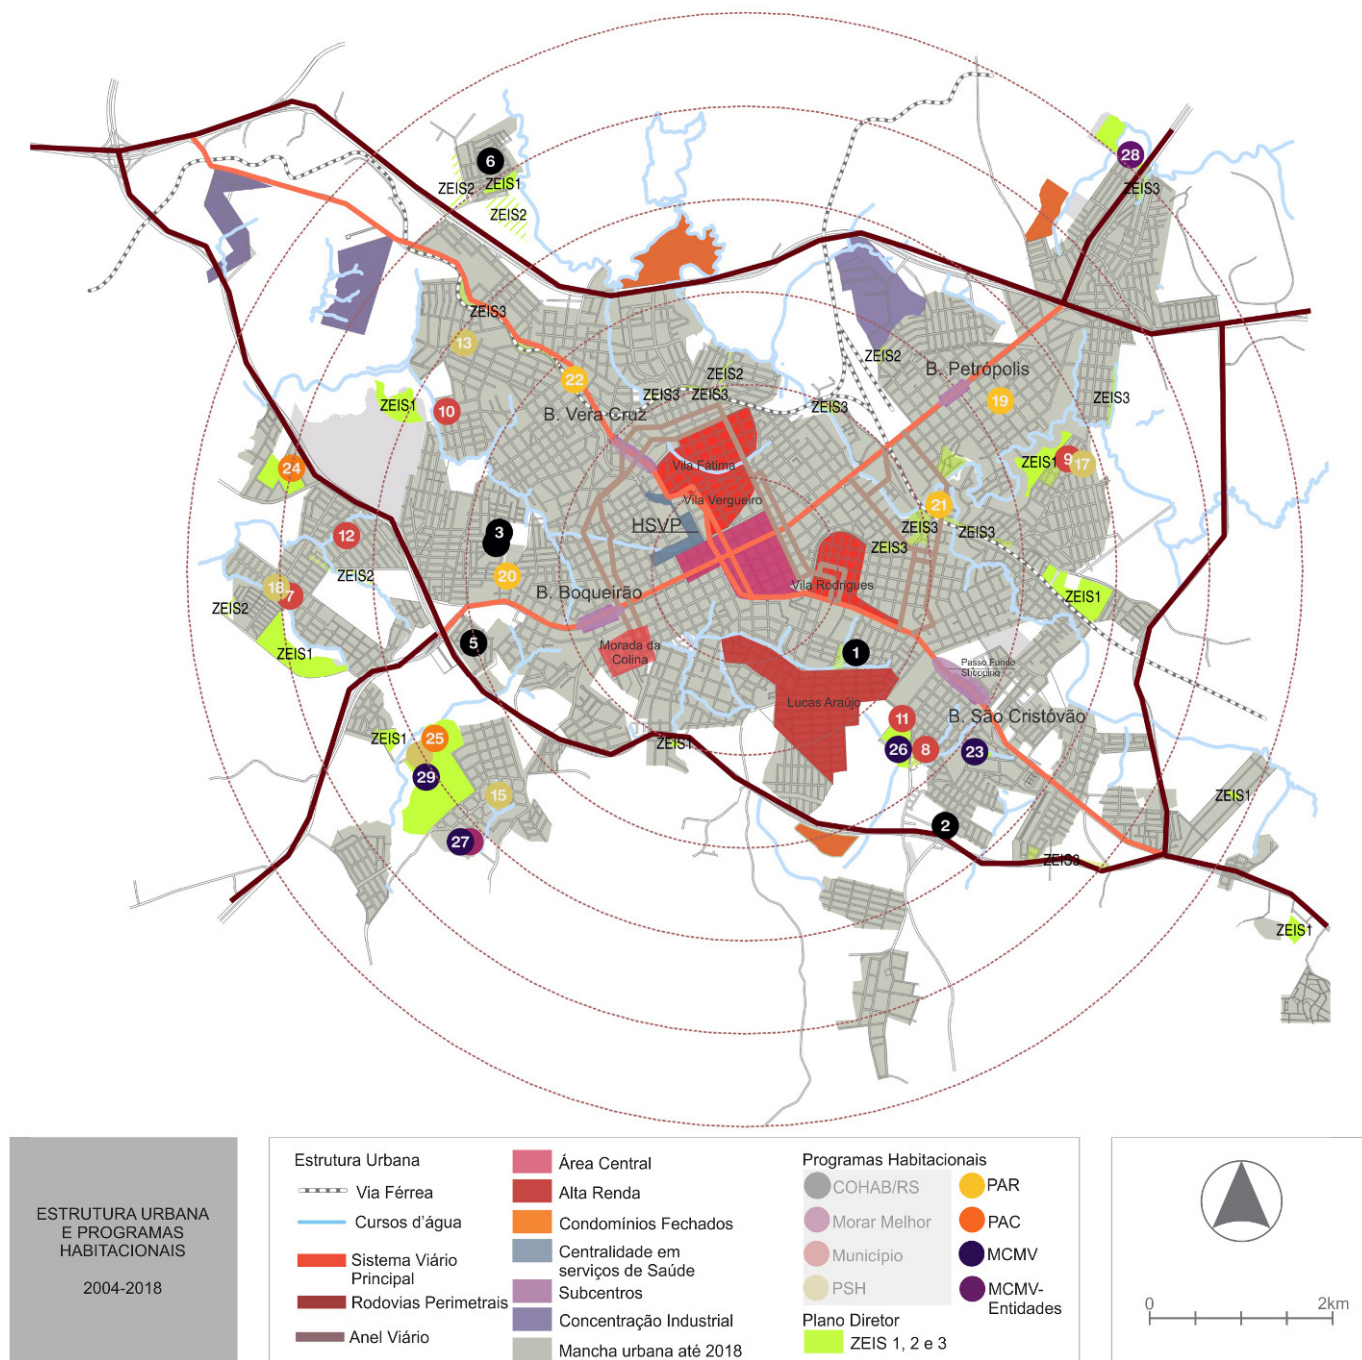 6
ZEIS2
ZEIS1
ZEIS2
28
ZEIS3
ZEIS3
13
22
10
ZEIS1
B. Vera Cruz
ZEIS2
ZEIS3
ZEIS3
ZEIS3
ZEIS2
B. Petrópolis
19
ZEIS3
24
Vila Fátima
Vila Vergueiro
HSVP
21
ZEIS3
ZEIS3
ZEIS3
ZEIS1
9
17
12
3
20
ZEIS2
18
7
ZEIS2
ZEIS1
B. Boqueirão
Vila Rodrigues
ZEIS1
5
Morada da
Colina
1
Passo Fundo
Shopping
Lucas Araújo
B. São Cristóvão
11
26
8
23
ZEIS1
25
29
15
27
ZEIS1
2
ZEIS1
ZEIS3
ZEIS1
ESTRUTURA URBANA
E PROGRAMAS
HABITACIONAIS
2004-2018
Estrutura Urbana
Via Férrea
Cursos d'água
Sistema Viário
Principal
Rodovias Perimetrais
Anel Viário
Área Central
Alta Renda
Condomínios Fechados
Centralidade em
serviços de Saúde
Subcentros
Concentração Industrial
Mancha urbana até 2018
Programas Habitacionais
COHAB/RS
Morar Melhor
Município
PSH
PAR
PAC
MCMV
MCMV-
Entidades
Plano Diretor
ZEIS 1, 2 e 3
0
2km